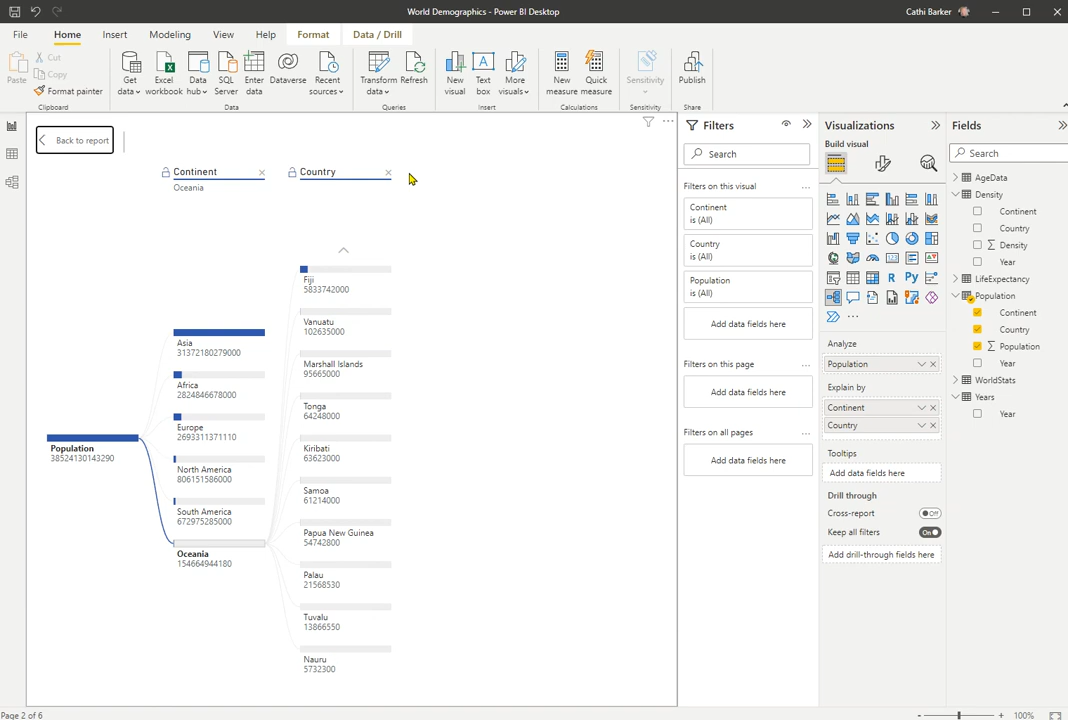 World Demographics - Power BI Desktop
Cathi Barker
File
Home
Insert
Modeling
View
Help
Format
Data / Drill
Paste
Cut
Copy
Format painter
Clipboard
Get data
Excel workbook
Data hub
SQL Server
Enter data
Dataverse
Recent sources
Data
Transform data
Refresh
Queries
New visual
A
Text box
More visuals
Insert
New measure
Quick measure
Calculations
Sensitivity
Sensitivity
Publish
Share
Back to report
Continent
Oceania
Country
Population
38524130143290
Asia
31372180279000
Africa
2824846678000
Europe
2693311371110
North America
806151586000
South America
672975285000
Oceania
154664944180
Fiji
5833742000
Vanuatu
102635000
Marshall Islands
95665000
Tonga
64248000
Kiribati
63623000
Samoa
61214000
Papua New Guinea
54742800
Palau
21568530
Tuvalu
13866550
Nauru
5732300
Filters
Search
Filters on this visual
...
Continent
is (All)
Country
is (All)
Population
is (All)
Add data fields here
Filters on this page
...
Add data fields here
Filters on all pages
...
Add data fields here
Visualizations
Build visual
123
R
Py
...
Analyze
Population
Explain by
Continent
Country
Tooltips
Add data fields here
Drill through
Cross-report
Off
Keep all filters
On
Add drill-through fields here
Fields
Search
AgeData
Density
Continent
Country
∑ Density
Year
LifeExpectancy
Population
Continent
Country
∑ Population
Year
WorldStats
Years
Year
Page 2 of 6
- + 100%